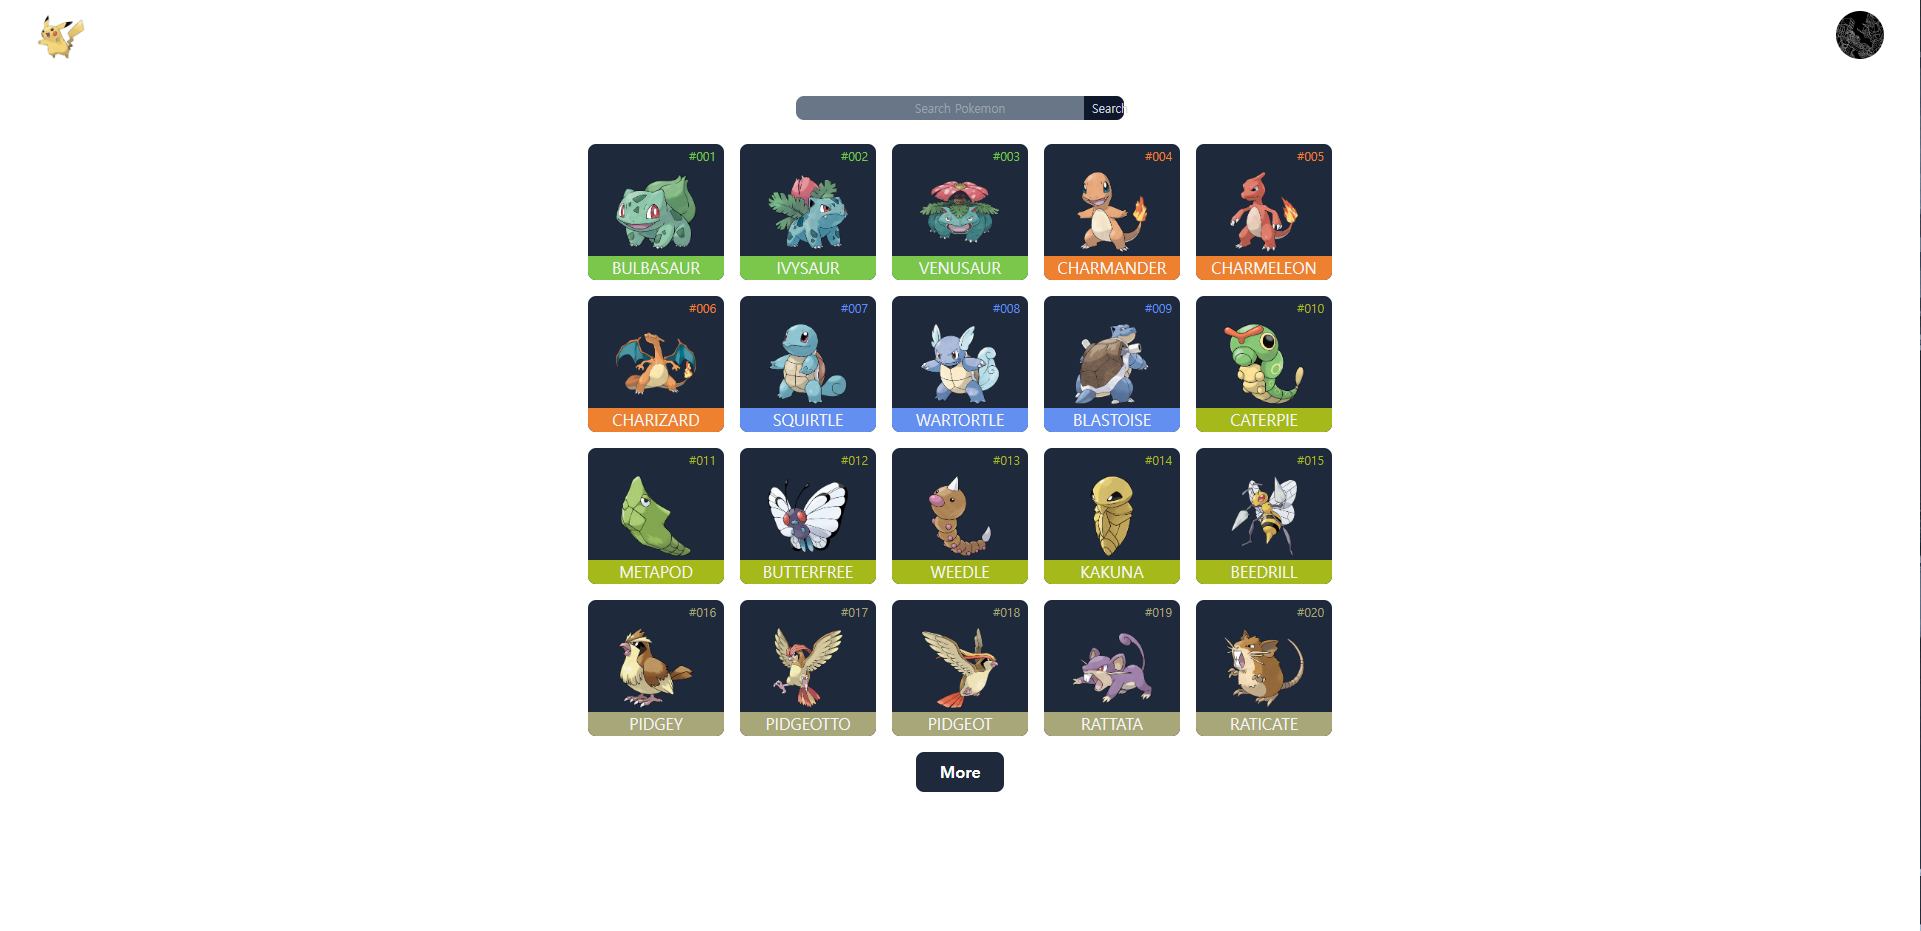 Search Pokemon Search
#001 #002 #003 #004 #005
BULBASAUR IVYSAUR VENUSAUR CHARMANDER CHARMELEON
#006 #007 #008 #009 #010
CHARIZARD SQUIRTLE WARTORTLE BLASTOISE CATERPIE
#011 #012 #013 #014 #015
METAPOD BUTTERFREE WEEDLE KAKUNA BEEDRILL
#016 #017 #018 #019 #020
PIDGEY PIDGEOTTO PIDGEOT RATTATA RATICATE
More